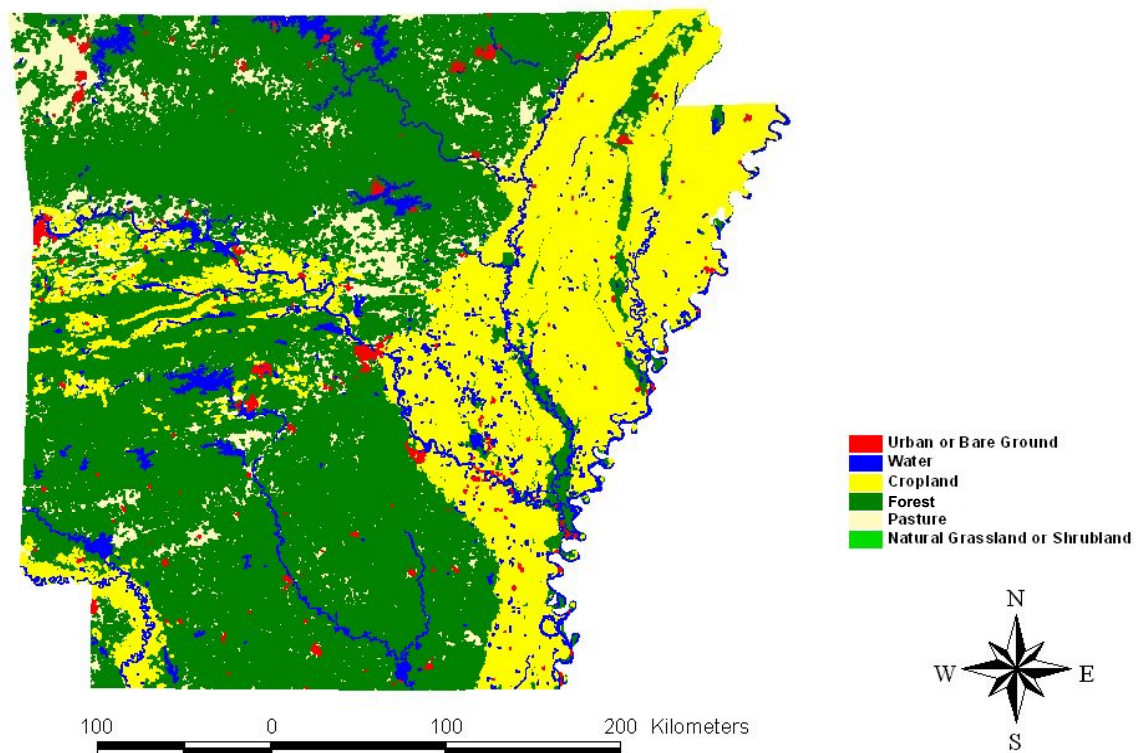 Urban or Bare Ground
Water
Cropland
Forest
Pasture
Natural Grassland or Shrubland
N
W E
S
100 0 100 200 Kilometers